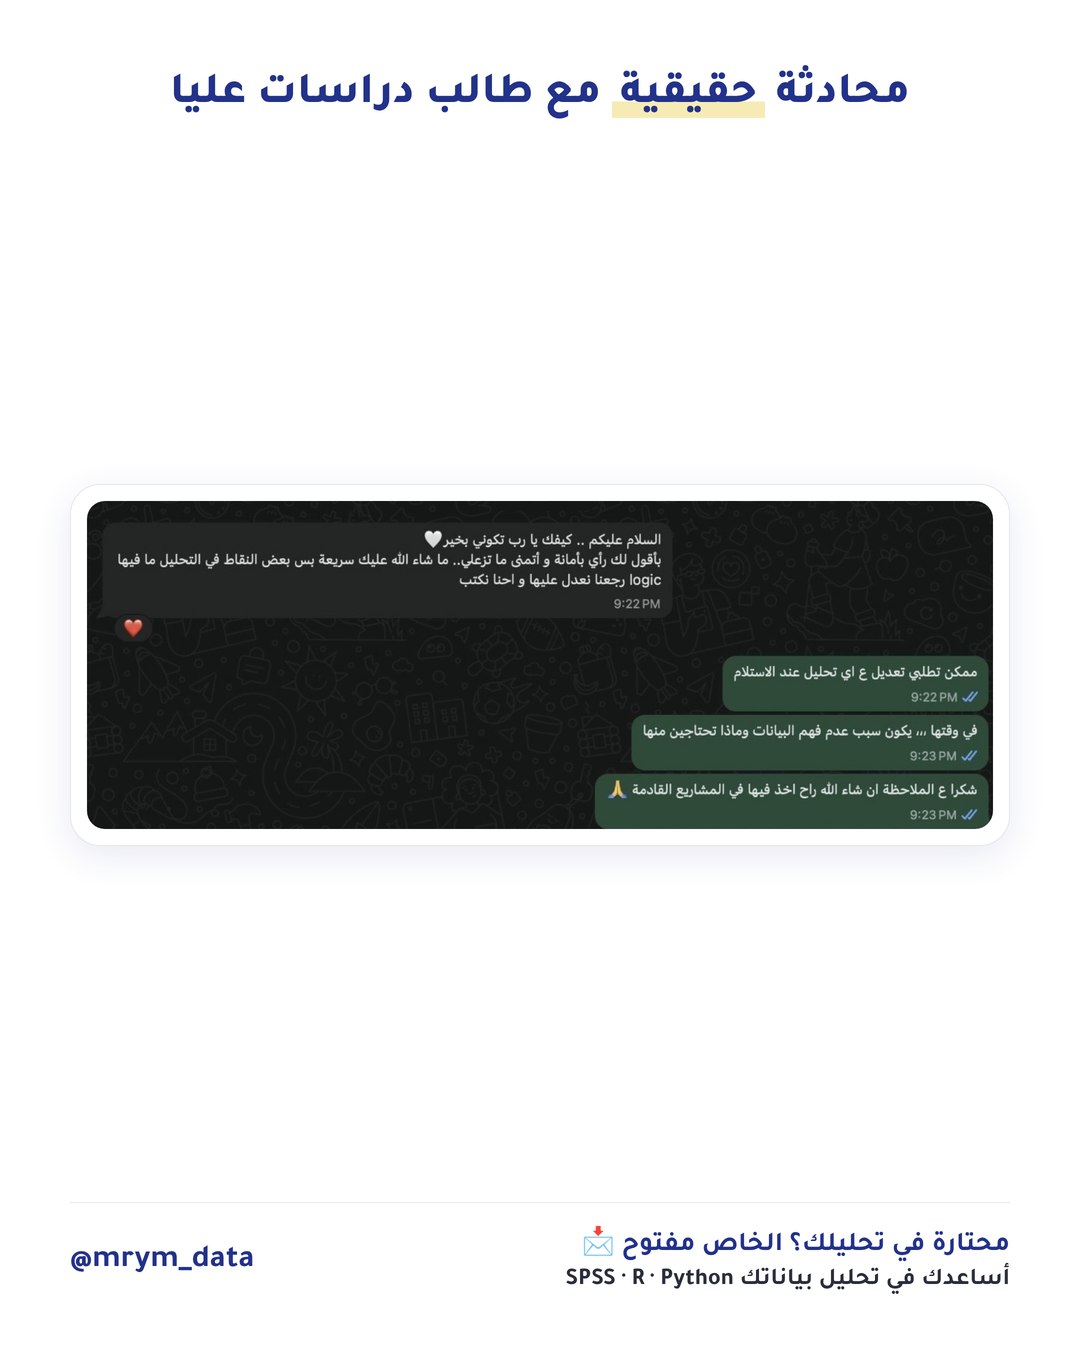 محادثة حقيقية مع طالب دراسات عليا
السلام عليكم .. كيفك يا رب تكوني بخير🤍
بأقول لك رأي بأمانة و أتمنى ما تزعلي.. ما شاء الله عليك سريعة بس بعض النقاط في التحليل ما فيها
logic رجعنا نعدل عليها و احنا نكتب
9:22 PM
❤️
ممكن تطلبي تعديل ع اي تحليل عند الاستلام
9:22 PM
في وقتها ،،، يكون سبب عدم فهم البيانات وماذا تحتاجين منها
9:23 PM
شكرا ع الملاحظة ان شاء الله راح اخذ فيها في المشاريع القادمة 🙏
9:23 PM
محتارة في تحليلك؟ الخاص مفتوح 📩
أساعدك في تحليل بياناتك SPSS · R · Python
@mrym_data